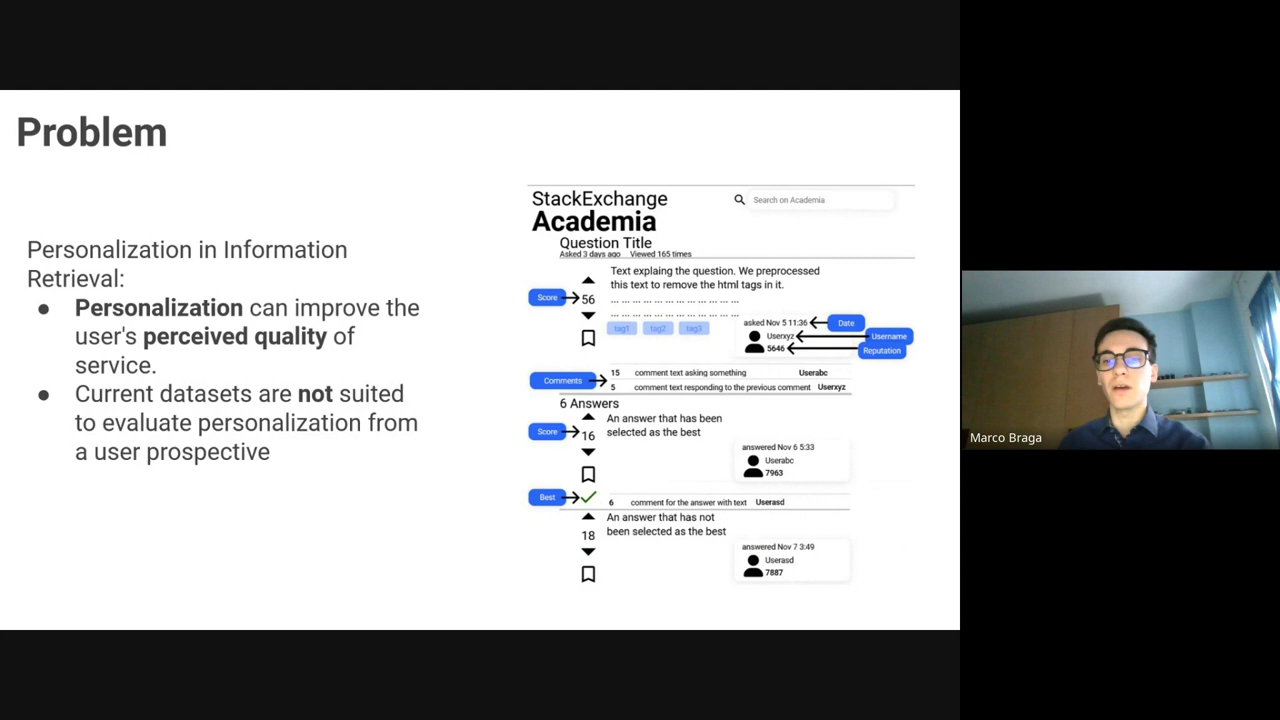 Problem
Personalization in Information
Retrieval:
● Personalization can improve the
user's perceived quality of
service.
● Current datasets are not suited
to evaluate personalization from
a user prospective
StackExchange
Academia
Search on Academia
Question Title
Asked 3 days ago Viewed 165 times
Text explaing the question. We preprocessed
this text to remove the html tags in it.
Score
56
... ... ... ... ... ... ... ... ... ... ... ...
... ... ... ... ... ... ... ... ... ... ... ...
tag1 tag2 tag3
asked Nov 5 11:36
Date
Userxyz
Username
5646
Reputation
Comments
15 comment text asking something Userabc
5 comment text responding to the previous comment Userxyz
6 Answers
An answer that has been
selected as the best
Score
16
answered Nov 6 5:33
Userabc
7963
Best
6 comment for the answer with text Userasd
An answer that has not
been selected as the best
18
answered Nov 7 3:49
Userasd
7887
Marco Braga